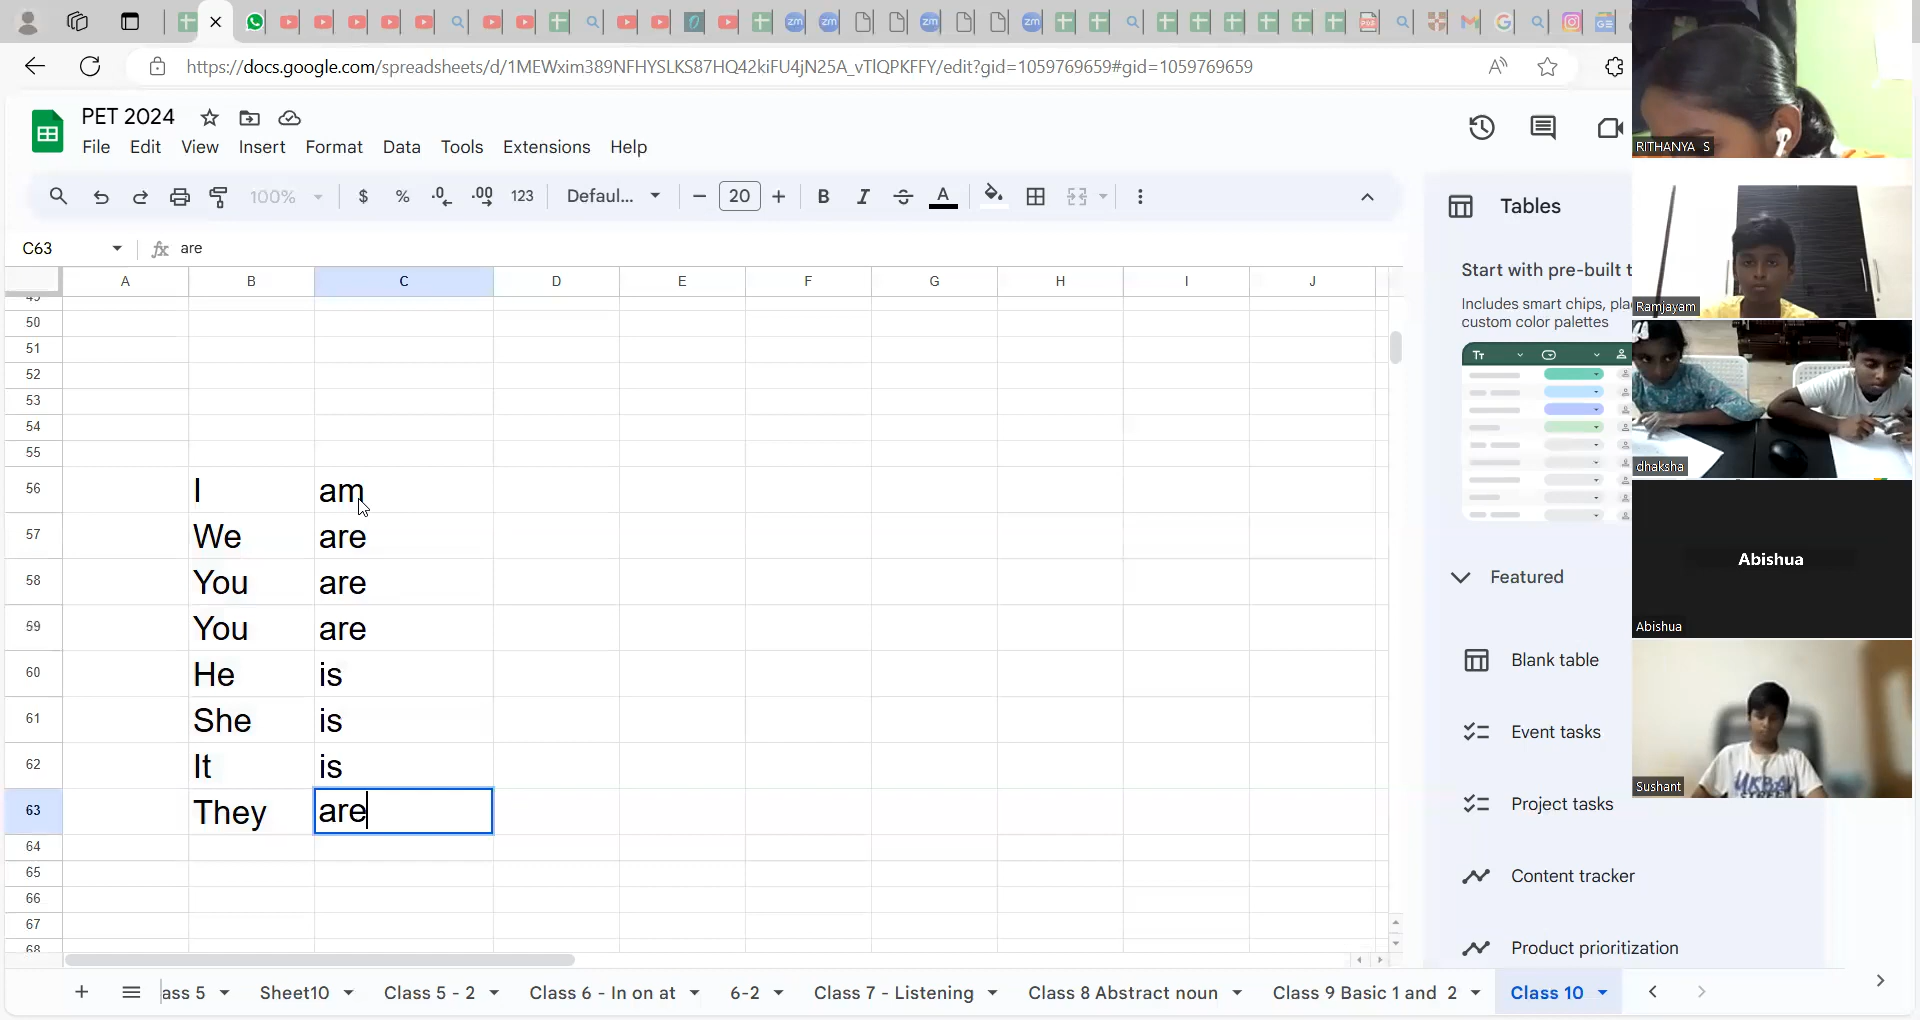 https://docs.google.com/spreadsheets/d/1MEWxim389NFHYSLKS87HQ42kiFU4jN25A_vTlQPKFFY/edit?gid=1059769659#gid=1059769659
PET 2024
File Edit View Insert Format Data Tools Extensions Help
100% $ % .0 .00 123 Defaul... 20 B I A
C63 fx are
A B C D E F G H I J
50
51
52
53
54
55
56 I am
57 We are
58 You are
59 You are
60 He is
61 She is
62 It is
63 They are
64
65
66
67
68
Tables
Start with pre-built t
Includes smart chips, pla
custom color palettes
Featured
Blank table
Event tasks
Project tasks
Content tracker
Product prioritization
RITHANYA S
Ramjayam
dhaksha
Abishua
Abishua
Sushant
ass 5 Sheet10 Class 5 - 2 Class 6 - In on at 6-2 Class 7 - Listening Class 8 Abstract noun Class 9 Basic 1 and 2 Class 10